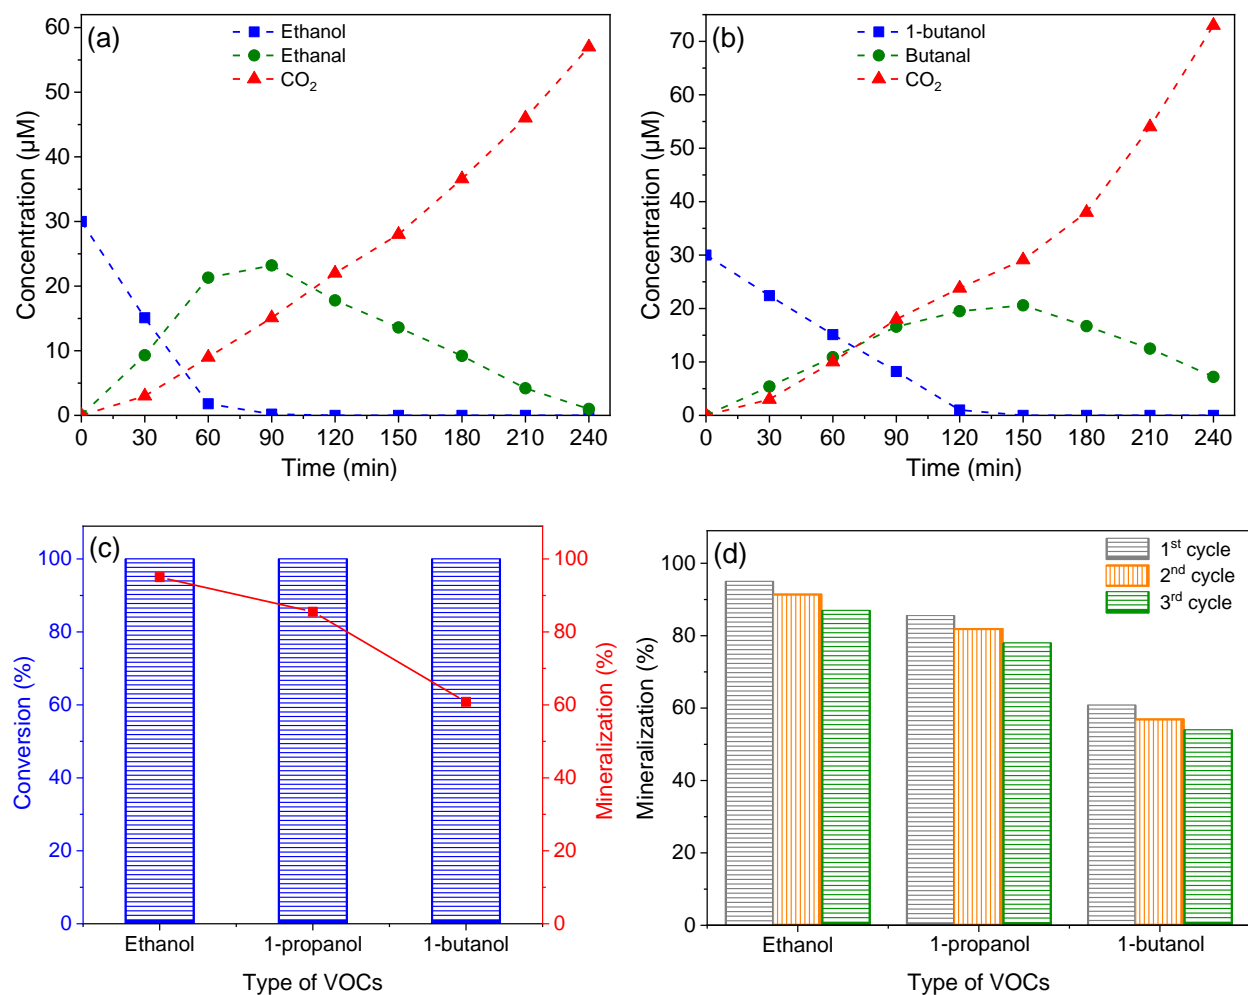 (a)
Ethanol
Ethanal
CO₂
60
50
40
30
20
10
0
Concentration (µM)
0 30 60 90 120 150 180 210 240
Time (min)
(b)
1-butanol
Butanal
CO₂
70
60
50
40
30
20
10
0
Concentration (µM)
0 30 60 90 120 150 180 210 240
Time (min)
(c)
100
80
60
40
20
0
Conversion (%)
100
80
60
40
20
0
Mineralization (%)
Ethanol 1-propanol 1-butanol
Type of VOCs
(d)
1ˢᵗ cycle
2ⁿᵈ cycle
3ʳᵈ cycle
100
80
60
40
20
0
Mineralization (%)
Ethanol 1-propanol 1-butanol
Type of VOCs